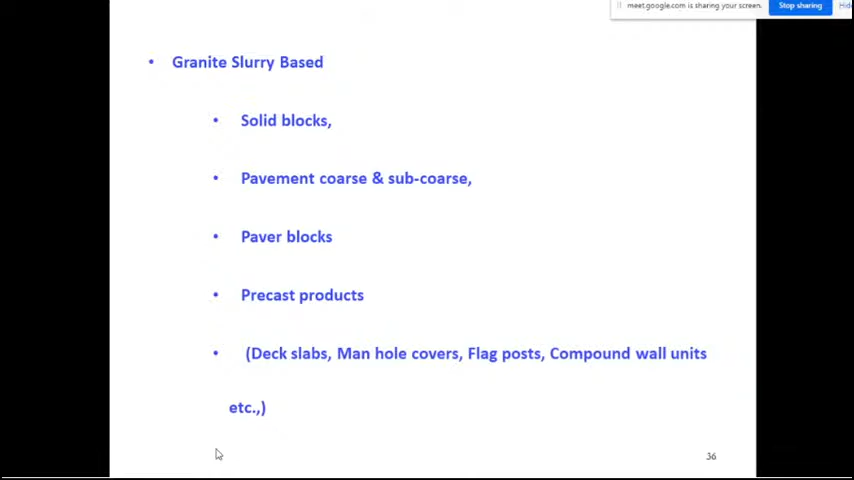 meet.google.com is sharing your screen. Stop sharing Hide
• Granite Slurry Based
• Solid blocks,
• Pavement coarse & sub-coarse,
• Paver blocks
• Precast products
• (Deck slabs, Man hole covers, Flag posts, Compound wall units
etc.,)
36